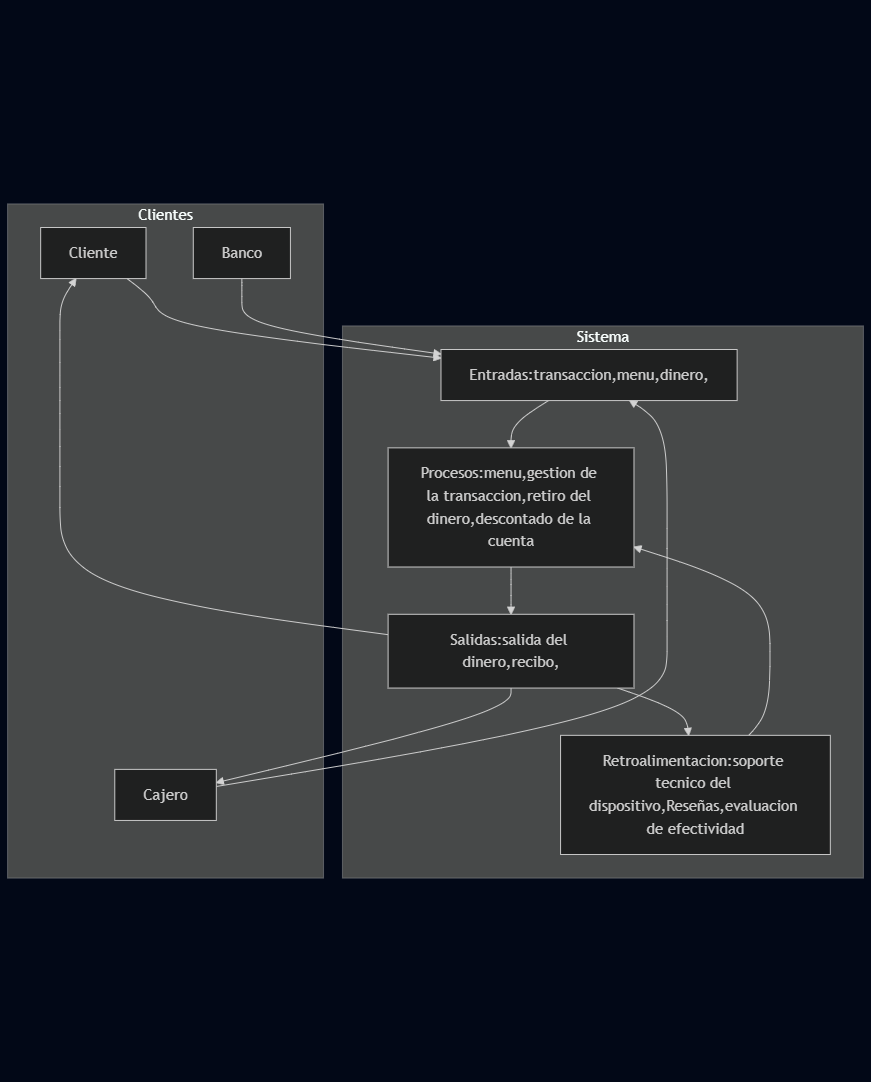 Clientes
Cliente
Banco
Sistema
Entradas:transaccion,menu,dinero,
Procesos:menu,gestion de
la transaccion,retiro del
dinero,descontado de la
cuenta
Salidas:salida del
dinero,recibo,
Cajero
Retroalimentacion:soporte
tecnico del
dispositivo,Reseñas,evaluacion
de efectividad